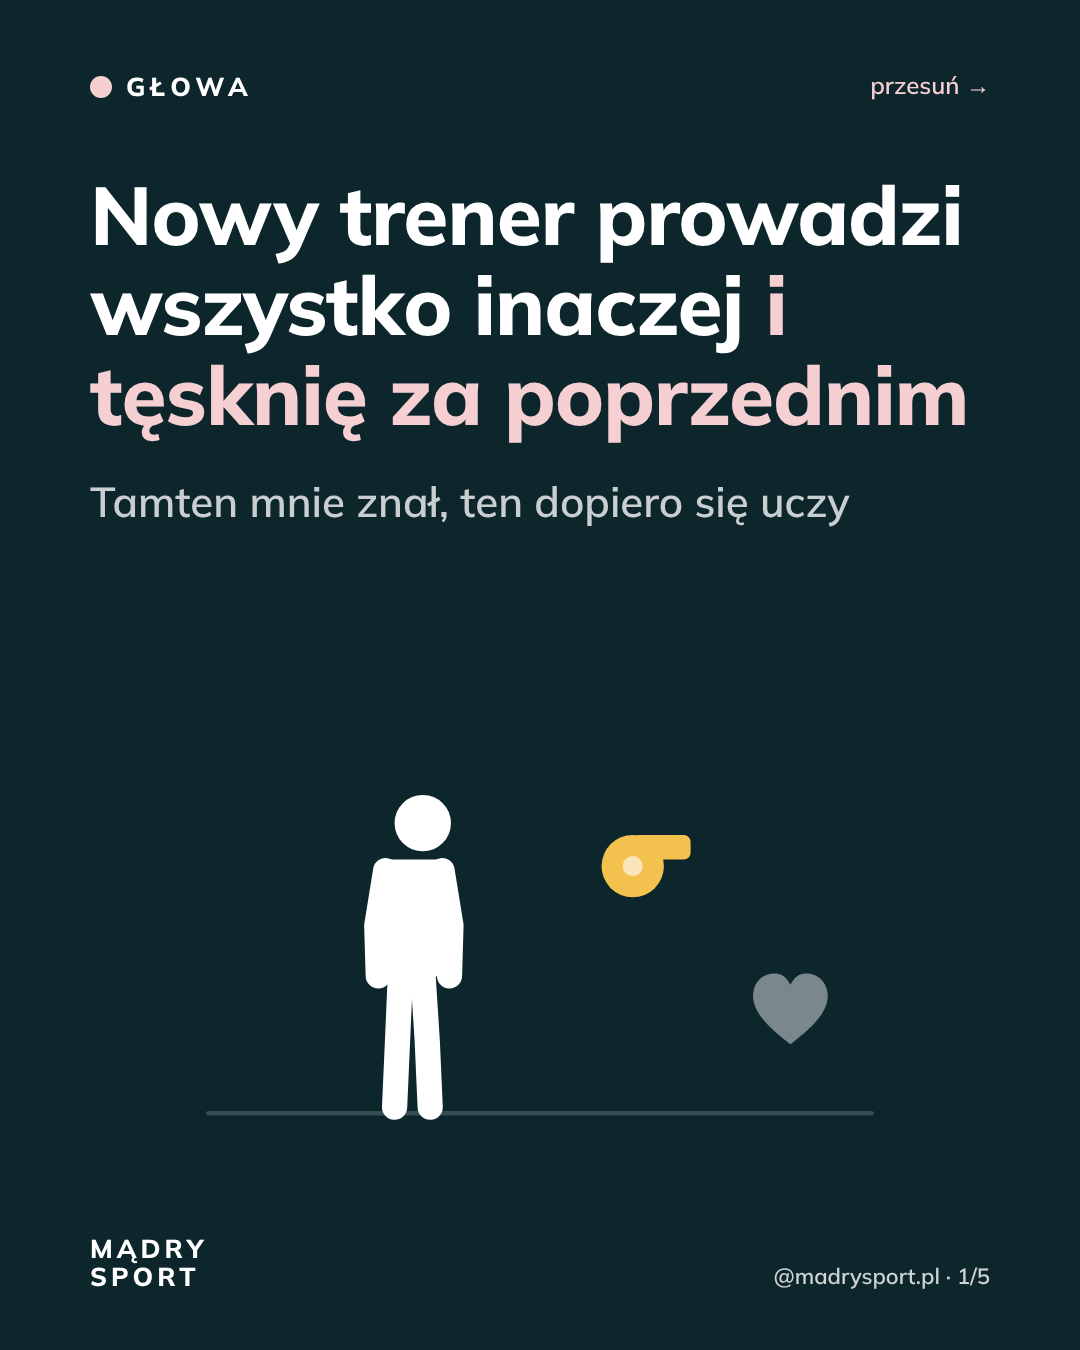 GŁOWA
przesuń →
Nowy trener prowadzi
wszystko inaczej i
tęsknię za poprzednim
Tamten mnie znał, ten dopiero się uczy
MĄDRY
SPORT
@madrysport.pl · 1/5